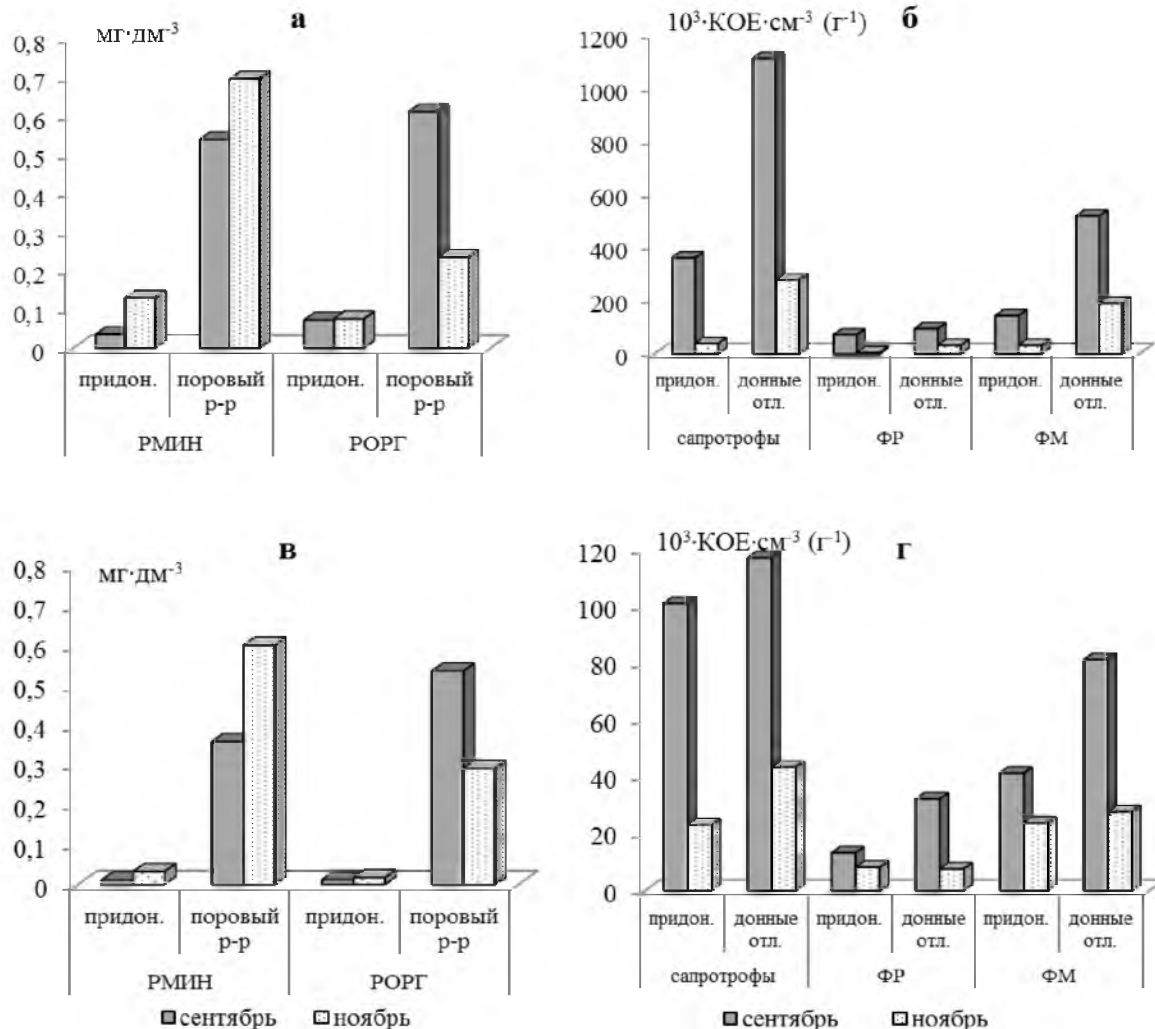 а
мг·дм-3
0,8
0,7
0,6
0,5
0,4
0,3
0,2
0,1
0
придон. поровый р-р придон. поровый р-р
РМИН РОРГ
б
10³·КОЕ·см-3 (г-1)
1200
1000
800
600
400
200
0
придон. донные отл. придон. донные отл. придон. донные отл.
сапротрофы ФР ФМ
в
мг·дм-3
0,8
0,7
0,6
0,5
0,4
0,3
0,2
0,1
0
придон. поровый р-р придон. поровый р-р
РМИН РОРГ
сентябрь ноябрь
г
10³·КОЕ·см-3 (г-1)
120
100
80
60
40
20
0
придон. донные отл. придон. донные отл. придон. донные отл.
сапротрофы ФР ФМ
сентябрь ноябрь